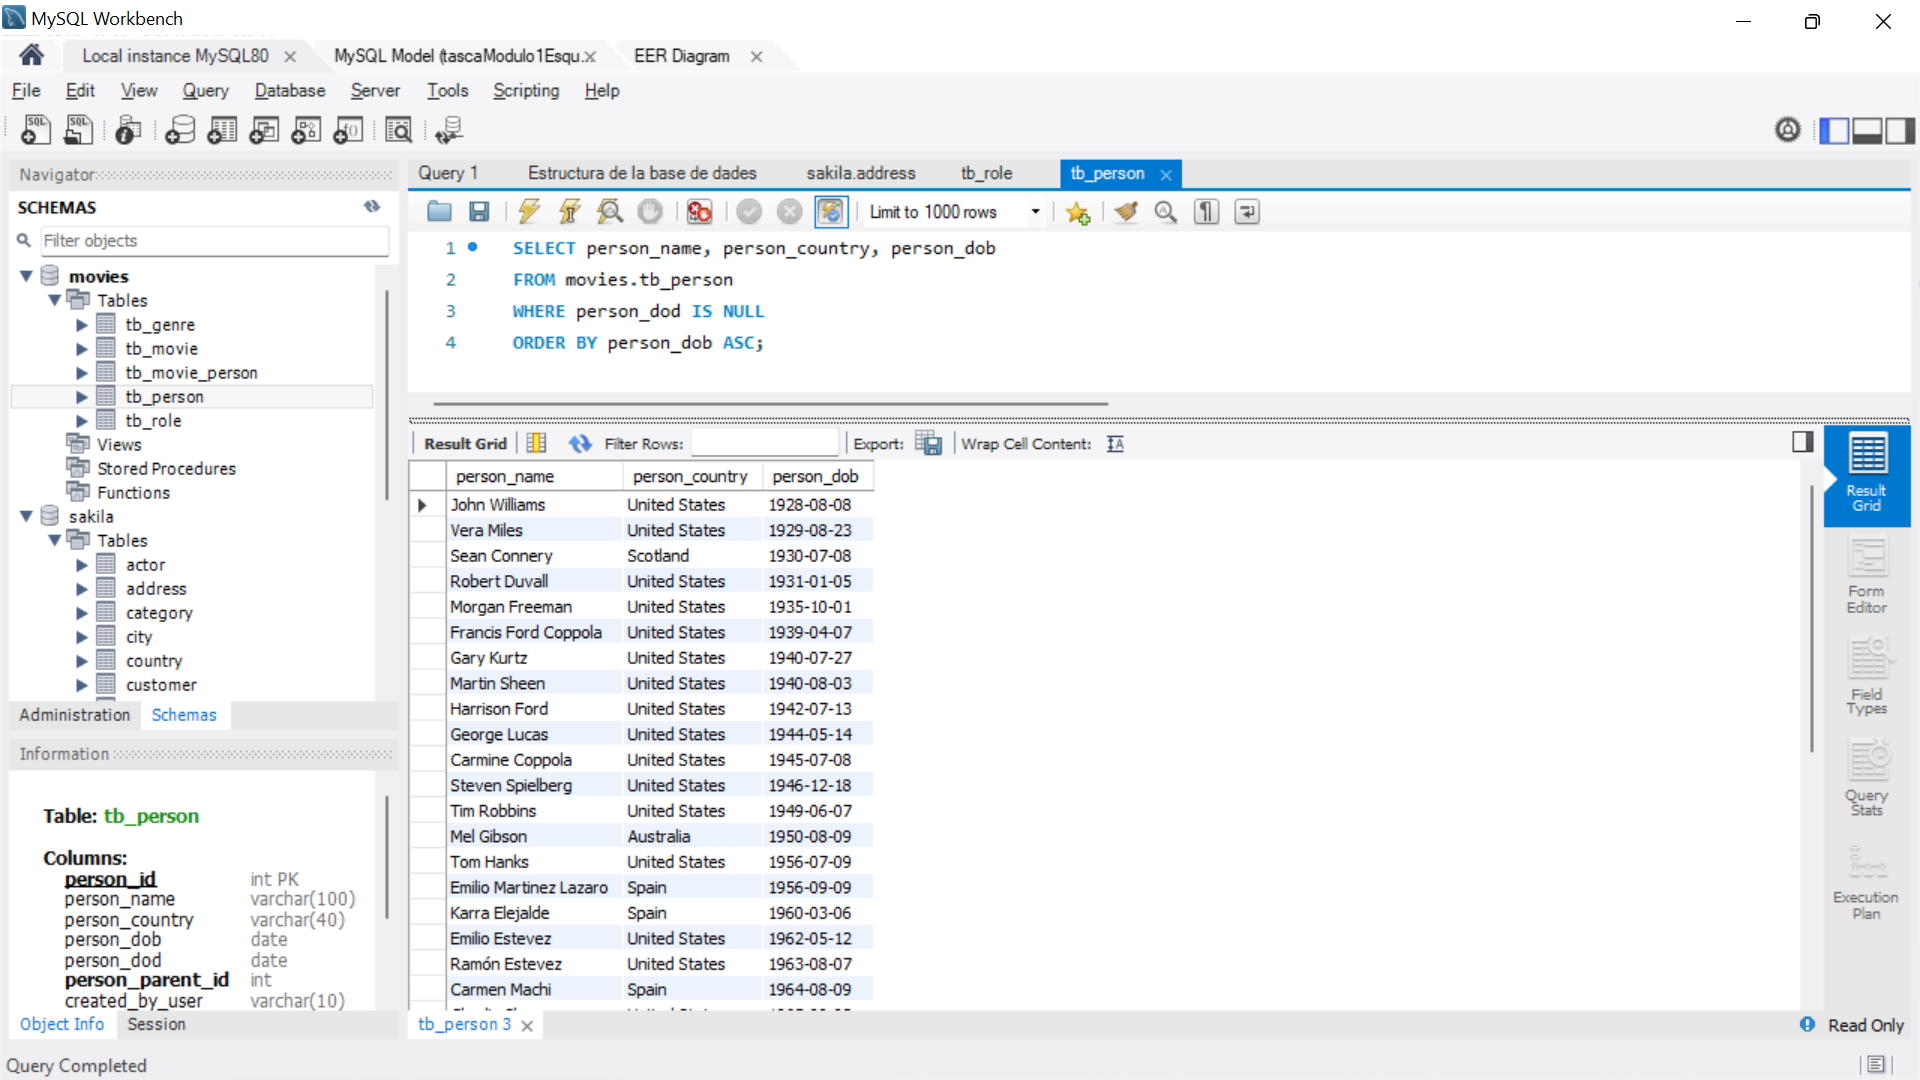 MySQL Workbench
Local instance MySQL80
MySQL Model (tascaModulo1Esqu.
EER Diagram
File Edit View Query Database Server Tools Scripting Help
Navigator
SCHEMAS
Filter objects
movies
Tables
tb_genre
tb_movie
tb_movie_person
tb_person
tb_role
Views
Stored Procedures
Functions
sakila
Tables
actor
address
category
city
country
customer
Administration Schemas
Information
Table: tb_person
Columns:
person_id int PK
person_name varchar(100)
person_country varchar(40)
person_dob date
person_dod date
person_parent_id int
created_by_user varchar(10)
Object Info Session
Query Completed
Query 1 Estructura de la base de dades sakila.address tb_role tb_person
Limit to 1000 rows
1 SELECT person_name, person_country, person_dob
2 FROM movies.tb_person
3 WHERE person_dod IS NULL
4 ORDER BY person_dob ASC;
Result Grid Filter Rows: Export: Wrap Cell Content:
person_name person_country person_dob
John Williams United States 1928-08-08
Vera Miles United States 1929-08-23
Sean Connery Scotland 1930-07-08
Robert Duvall United States 1931-01-05
Morgan Freeman United States 1935-10-01
Francis Ford Coppola United States 1939-04-07
Gary Kurtz United States 1940-07-27
Martin Sheen United States 1940-08-03
Harrison Ford United States 1942-07-13
George Lucas United States 1944-05-14
Carmine Coppola United States 1945-07-08
Steven Spielberg United States 1946-12-18
Tim Robbins United States 1949-06-07
Mel Gibson Australia 1950-08-09
Tom Hanks United States 1956-07-09
Emilio Martinez Lazaro Spain 1956-09-09
Karra Elejalde Spain 1960-03-06
Emilio Estevez United States 1962-05-12
Ramón Estevez United States 1963-08-07
Carmen Machi Spain 1964-08-09
Result
Grid
Form
Editor
Field
Types
Query
Stats
Execution
Plan
tb_person 3
Read Only